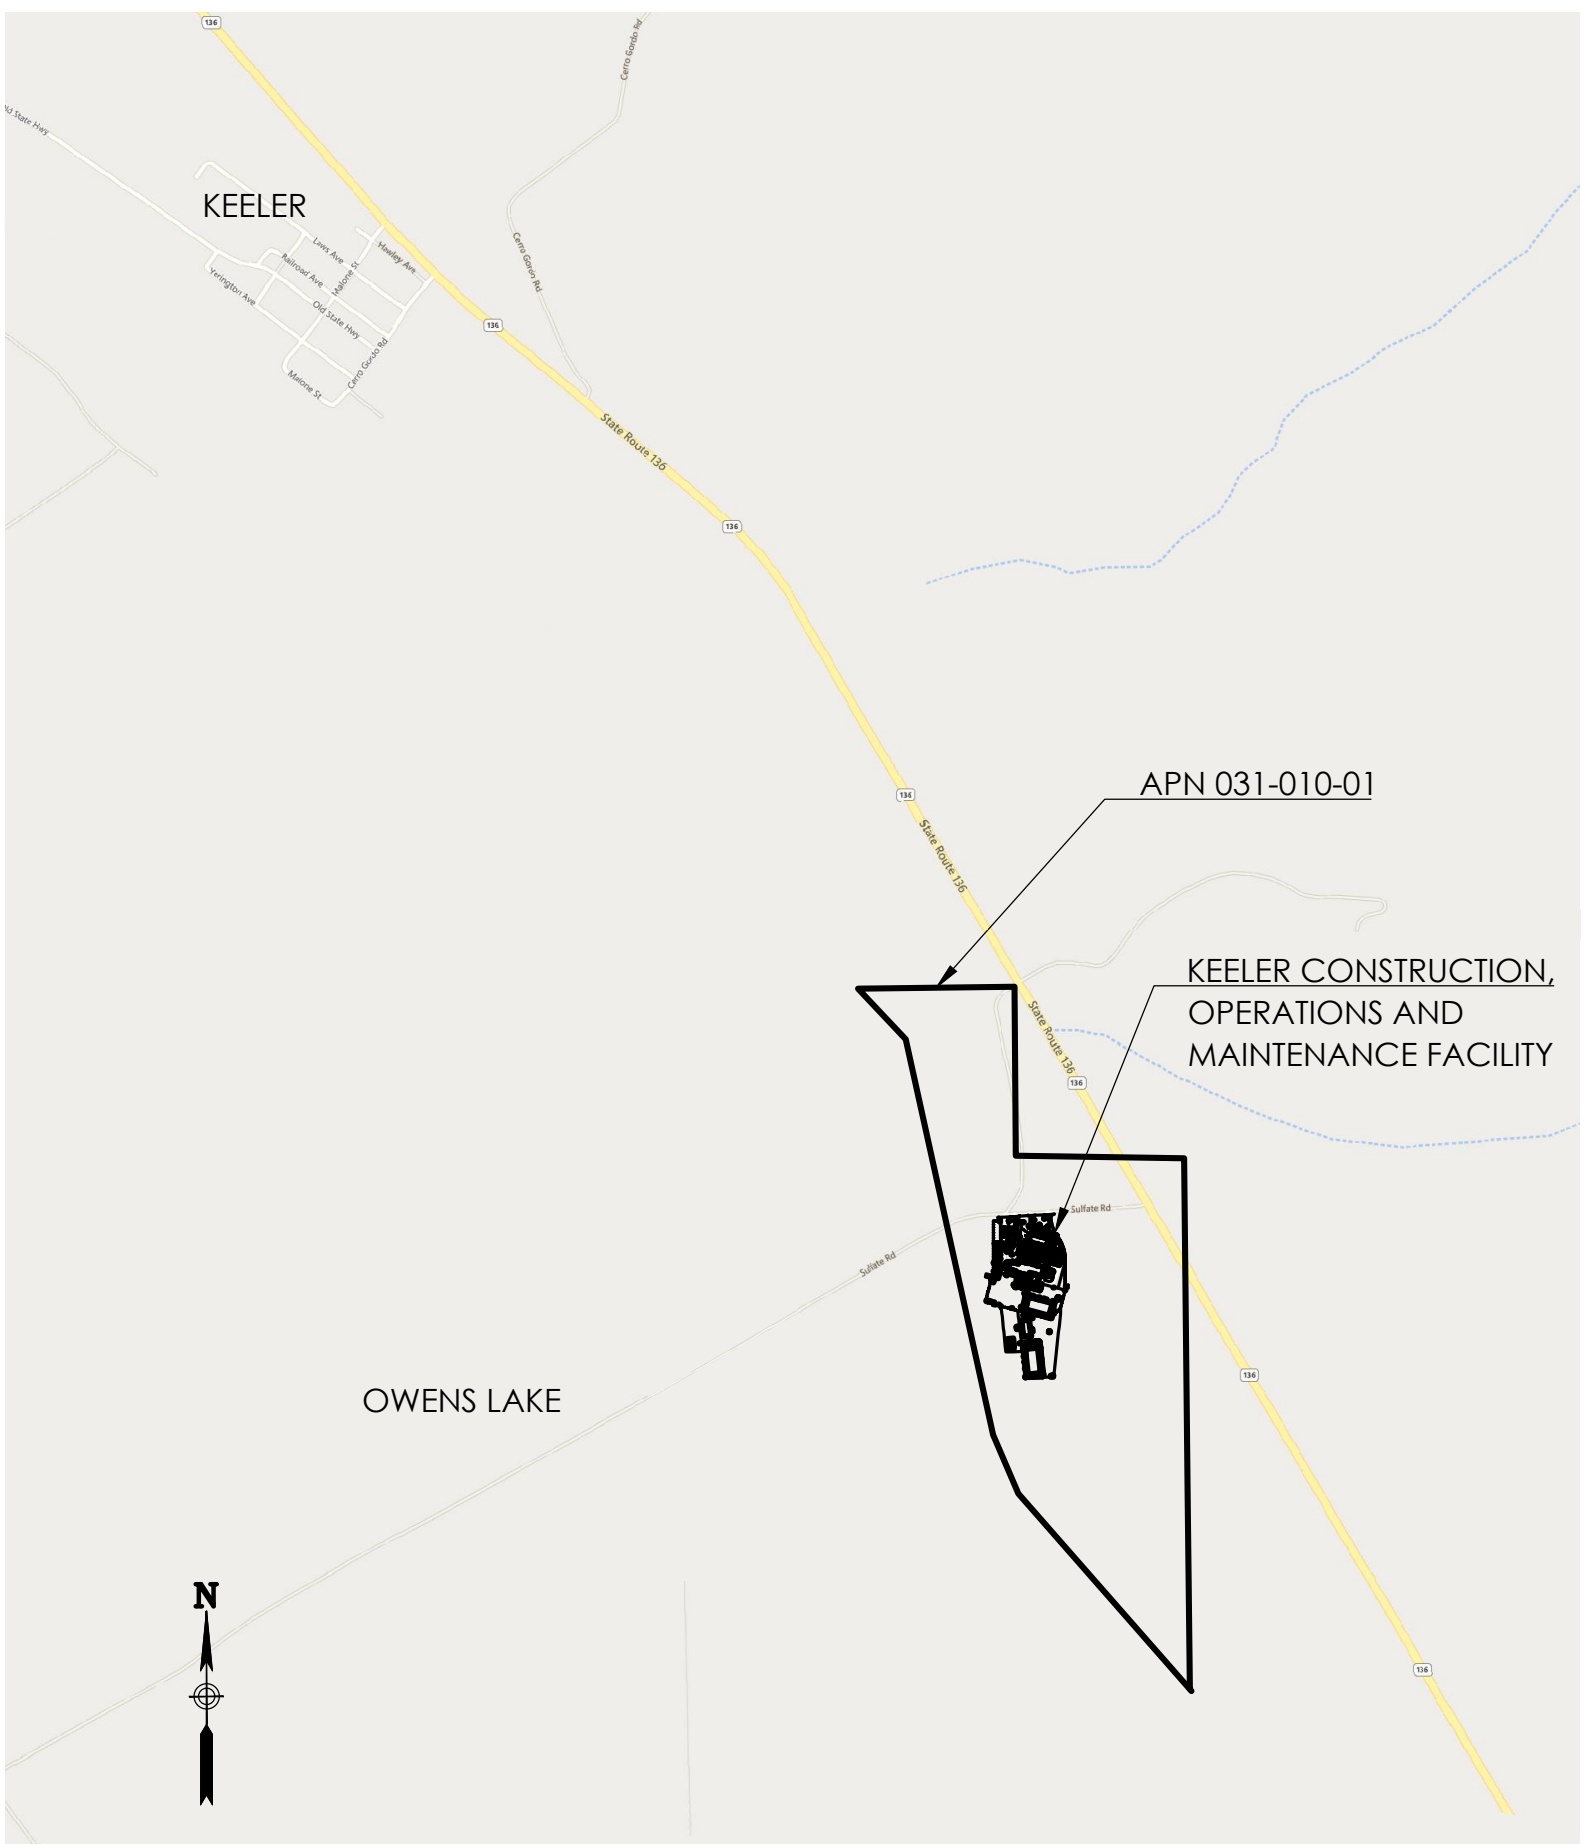 136
Cerro Gordo Rd
Old State Hwy
KEELER
Laws Ave
Hawley Ave
Cerro Gordo Rd
Railroad Ave
Malone St
Yerington Ave
Old State Hwy
136
Malone St
Cerro Gordo Rd
State Route 136
136
APN 031-010-01
136
State Route 136
KEELER CONSTRUCTION,
OPERATIONS AND
MAINTENANCE FACILITY
State Route 136
136
Sulfate Rd
Sulfate Rd
136
OWENS LAKE
N
136